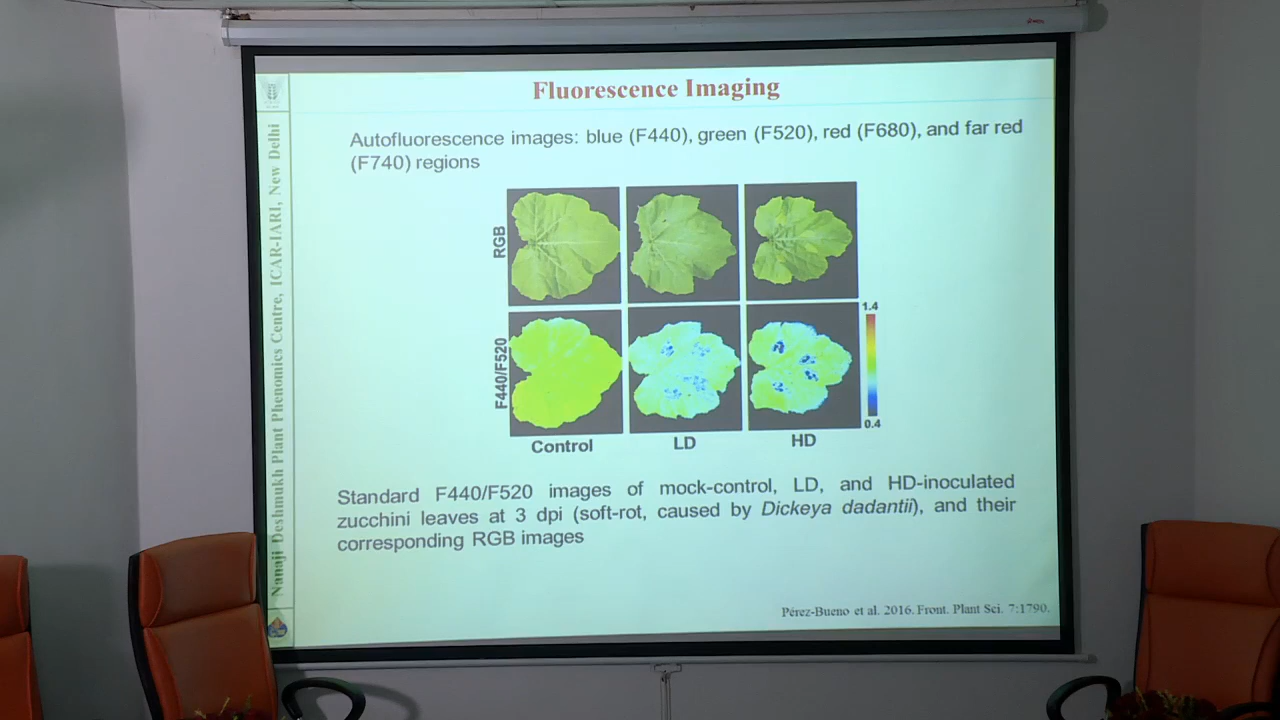 Fluorescence Imaging
Nanaji Deshmukh Plant Phenomics Centre, ICAR-IARI, New Delhi
Autofluorescence images: blue (F440), green (F520), red (F680), and far red
(F740) regions
RGB
F440/F520
1.4
0.4
Control
LD
HD
Standard F440/F520 images of mock-control, LD, and HD-inoculated
zucchini leaves at 3 dpi (soft-rot, caused by Dickeya dadantii), and their
corresponding RGB images
Pérez-Bueno et al. 2016. Front. Plant Sci. 7:1790.